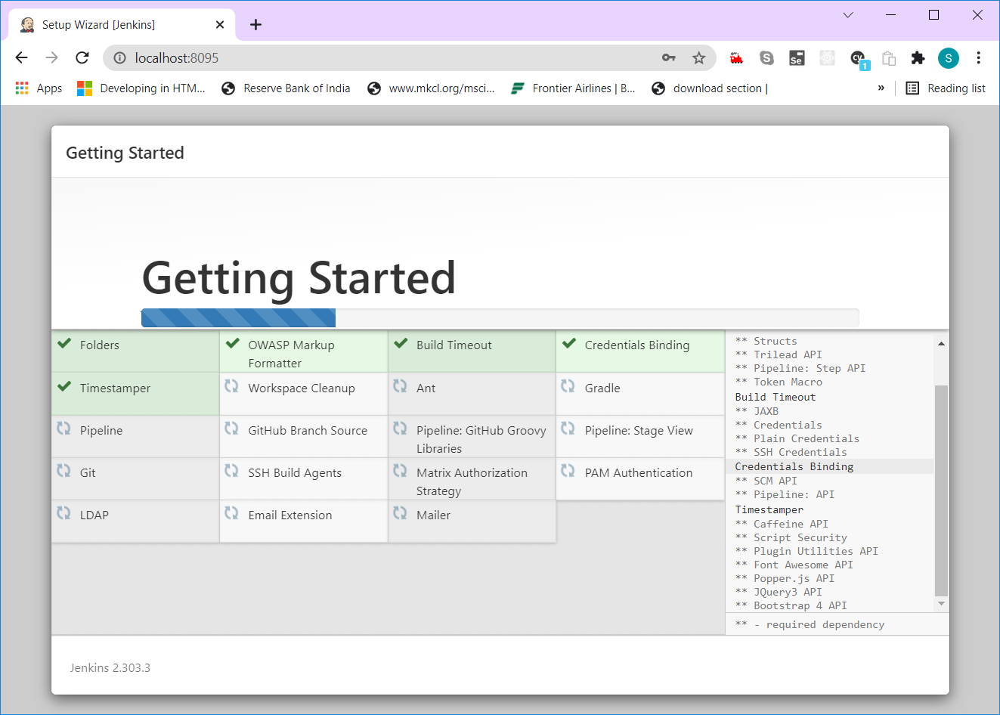 Setup Wizard [Jenkins]
localhost:8095
S
Se
cy
1
S
Apps
Developing in HTM...
Reserve Bank of India
www.mkcl.org/msci...
Frontier Airlines | B...
download section |
»
Reading list
Getting Started
Getting Started
Folders
OWASP Markup
Formatter
Build Timeout
Credentials Binding
Timestamper
Workspace Cleanup
Ant
Gradle
Pipeline
GitHub Branch Source
Pipeline: GitHub Groovy
Libraries
Pipeline: Stage View
Git
SSH Build Agents
Matrix Authorization
Strategy
PAM Authentication
LDAP
Email Extension
Mailer
** Structs
** Trilead API
** Pipeline: Step API
** Token Macro
Build Timeout
** JAXB
** Credentials
** Plain Credentials
** SSH Credentials
Credentials Binding
** SCM API
** Pipeline: API
Timestamper
** Caffeine API
** Script Security
** Plugin Utilities API
** Font Awesome API
** Popper.js API
** JQuery3 API
** Bootstrap 4 API
** - required dependency
Jenkins 2.303.3